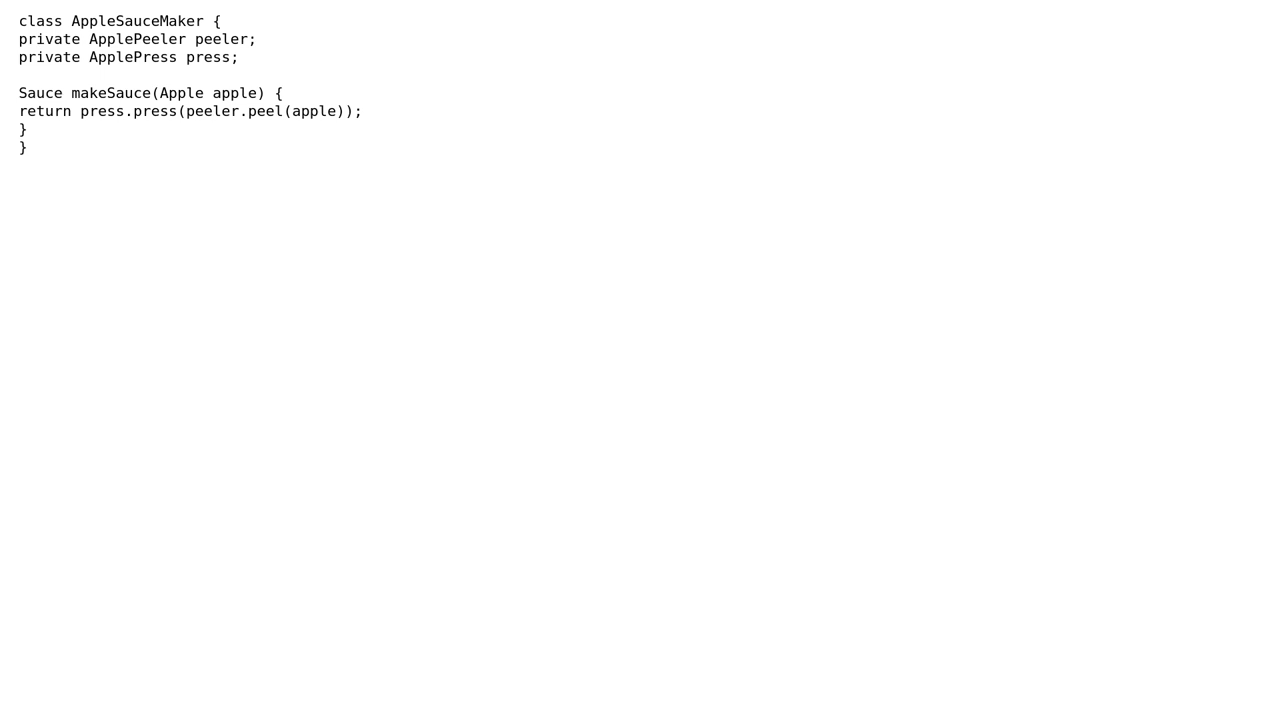 class AppleSauceMaker {
private ApplePeeler peeler;
private ApplePress press;

Sauce makeSauce(Apple apple) {
return press.press(peeler.peel(apple));
}
}